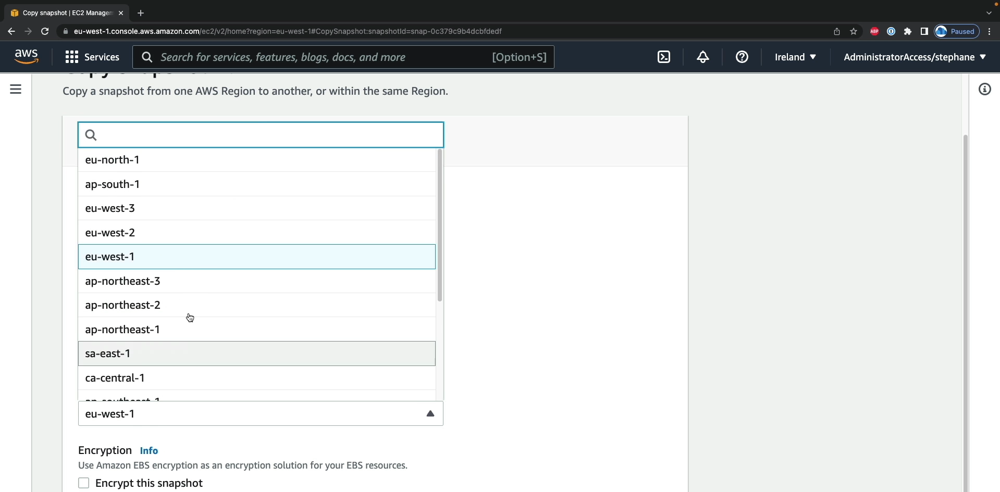 Copy snapshot | EC2 Managem
eu-west-1.console.aws.amazon.com/ec2/v2/home?region=eu-west-1#CopySnapshot:snapshotId=snap-0c379c9b4dcbfdedf
ABP
Paused
aws
Services
Search for services, features, blogs, docs, and more
[Option+S]
Ireland
AdministratorAccess/stephane
Copy a snapshot from one AWS Region to another, or within the same Region.
eu-north-1
ap-south-1
eu-west-3
eu-west-2
eu-west-1
ap-northeast-3
ap-northeast-2
ap-northeast-1
sa-east-1
ca-central-1
ap-southeast-1
eu-west-1
Encryption Info
Use Amazon EBS encryption as an encryption solution for your EBS resources.
Encrypt this snapshot